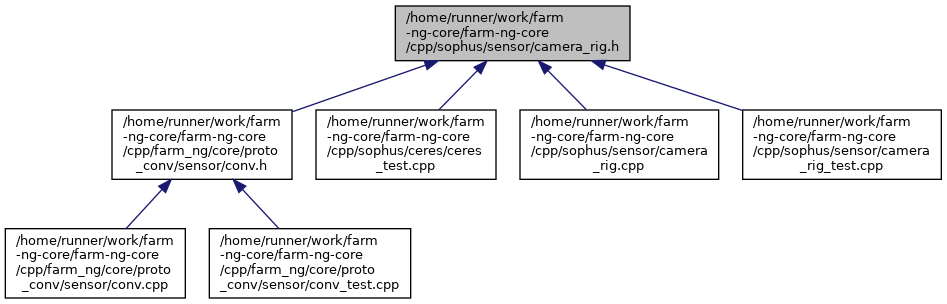 /home/runner/work/farm
-ng-core/farm-ng-core
/cpp/sophus/sensor/camera_rig.h
/home/runner/work/farm
-ng-core/farm-ng-core
/cpp/farm_ng/core/proto
_conv/sensor/conv.h
/home/runner/work/farm
-ng-core/farm-ng-core
/cpp/sophus/ceres/ceres
_test.cpp
/home/runner/work/farm
-ng-core/farm-ng-core
/cpp/sophus/sensor/camera
_rig.cpp
/home/runner/work/farm
-ng-core/farm-ng-core
/cpp/sophus/sensor/camera
_rig_test.cpp
/home/runner/work/farm
-ng-core/farm-ng-core
/cpp/farm_ng/core/proto
_conv/sensor/conv.cpp
/home/runner/work/farm
-ng-core/farm-ng-core
/cpp/farm_ng/core/proto
_conv/sensor/conv_test.cpp